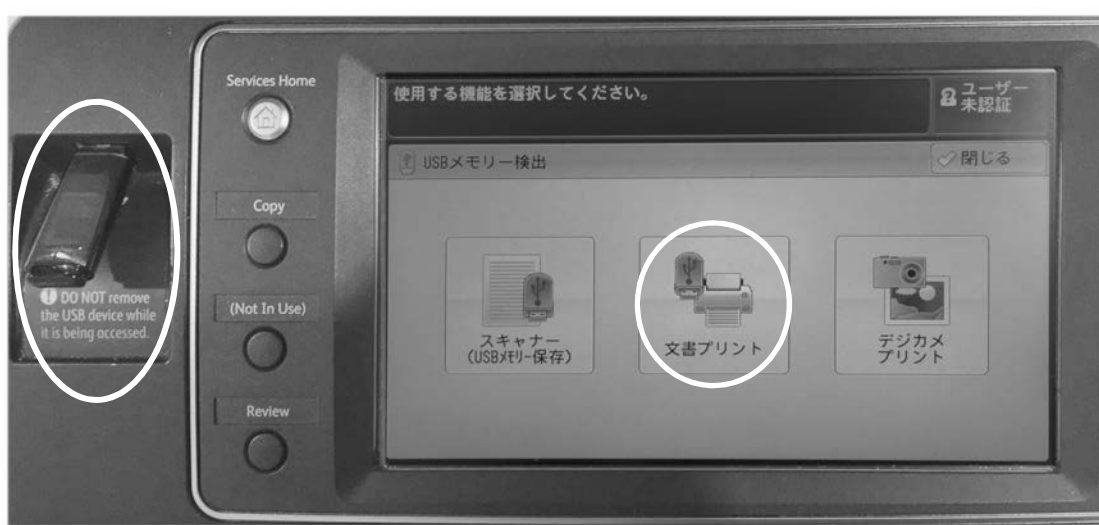 Services Home
Copy
(Not In Use)
Review
DO NOT remove
the USB device while
it is being accessed.
使用する機能を選択してください。
ユーザー
未認証
USBメモリー検出
閉じる
スキャナー
(USBメモリー保存)
文書プリント
デジカメ
プリント